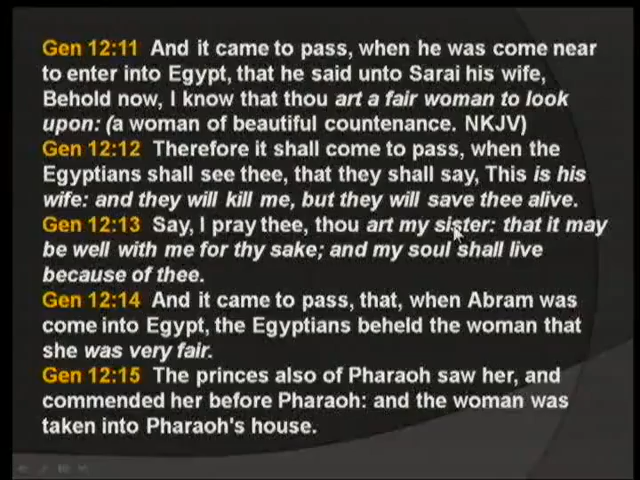 Gen 12:11 And it came to pass, when he was come near
to enter into Egypt, that he said unto Sarai his wife,
Behold now, I know that thou art a fair woman to look
upon: (a woman of beautiful countenance. NKJV)
Gen 12:12 Therefore it shall come to pass, when the
Egyptians shall see thee, that they shall say, This is his
wife: and they will kill me, but they will save thee alive.
Gen 12:13 Say, I pray thee, thou art my sister: that it may
be well with me for thy sake; and my soul shall live
because of thee.
Gen 12:14 And it came to pass, that, when Abram was
come into Egypt, the Egyptians beheld the woman that
she was very fair.
Gen 12:15 The princes also of Pharaoh saw her, and
commended her before Pharaoh: and the woman was
taken into Pharaoh's house.